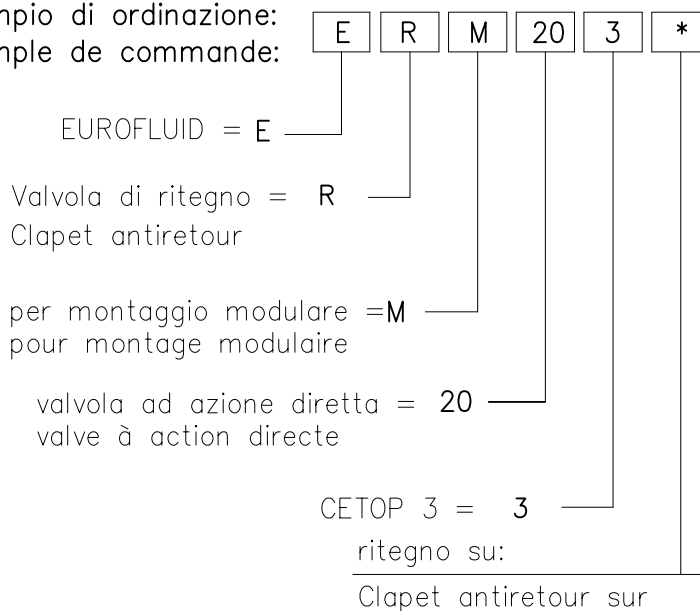 mpio di ordinazione:
mple de commande:
E R M 20 3 *
EUROFLUID = E
Valvola di ritegno = R
Clapet antiretour
per montaggio modulare =M
pour montage modulaire
valvola ad azione diretta = 20
valve à action directe
CETOP 3 = 3
ritegno su:
Clapet antiretour sur